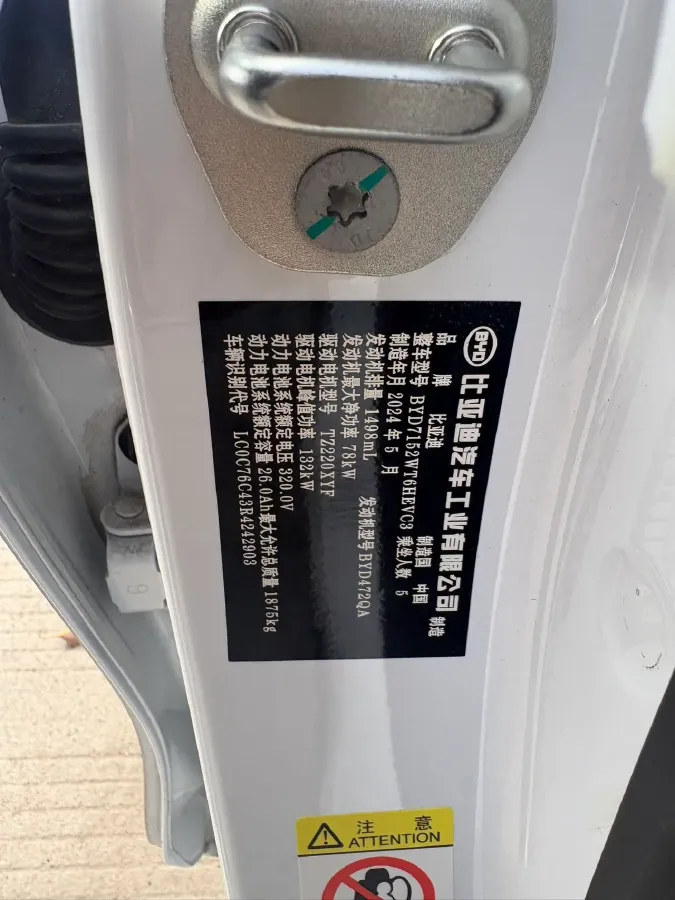 BYD 比亚迪汽车工业有限公司 制造
品牌 比亚迪 制造国 中国
整车型号 BYD7152WT6HEVC3 乘坐人数 5
制造年月 2024 年 5 月
发动机排量 1498mL 发动机型号 BYD472QA
发动机最大净功率 78kW
驱动电机型号 TZ220XYF
驱动电机峰值功率 132kW
动力电池系统额定电压 320.0V
动力电池系统额定容量 26.0Ah 最大允许总质量 1875kg
车辆识别代号 LC0C76C43R4242903
注意
ATTENTION
9